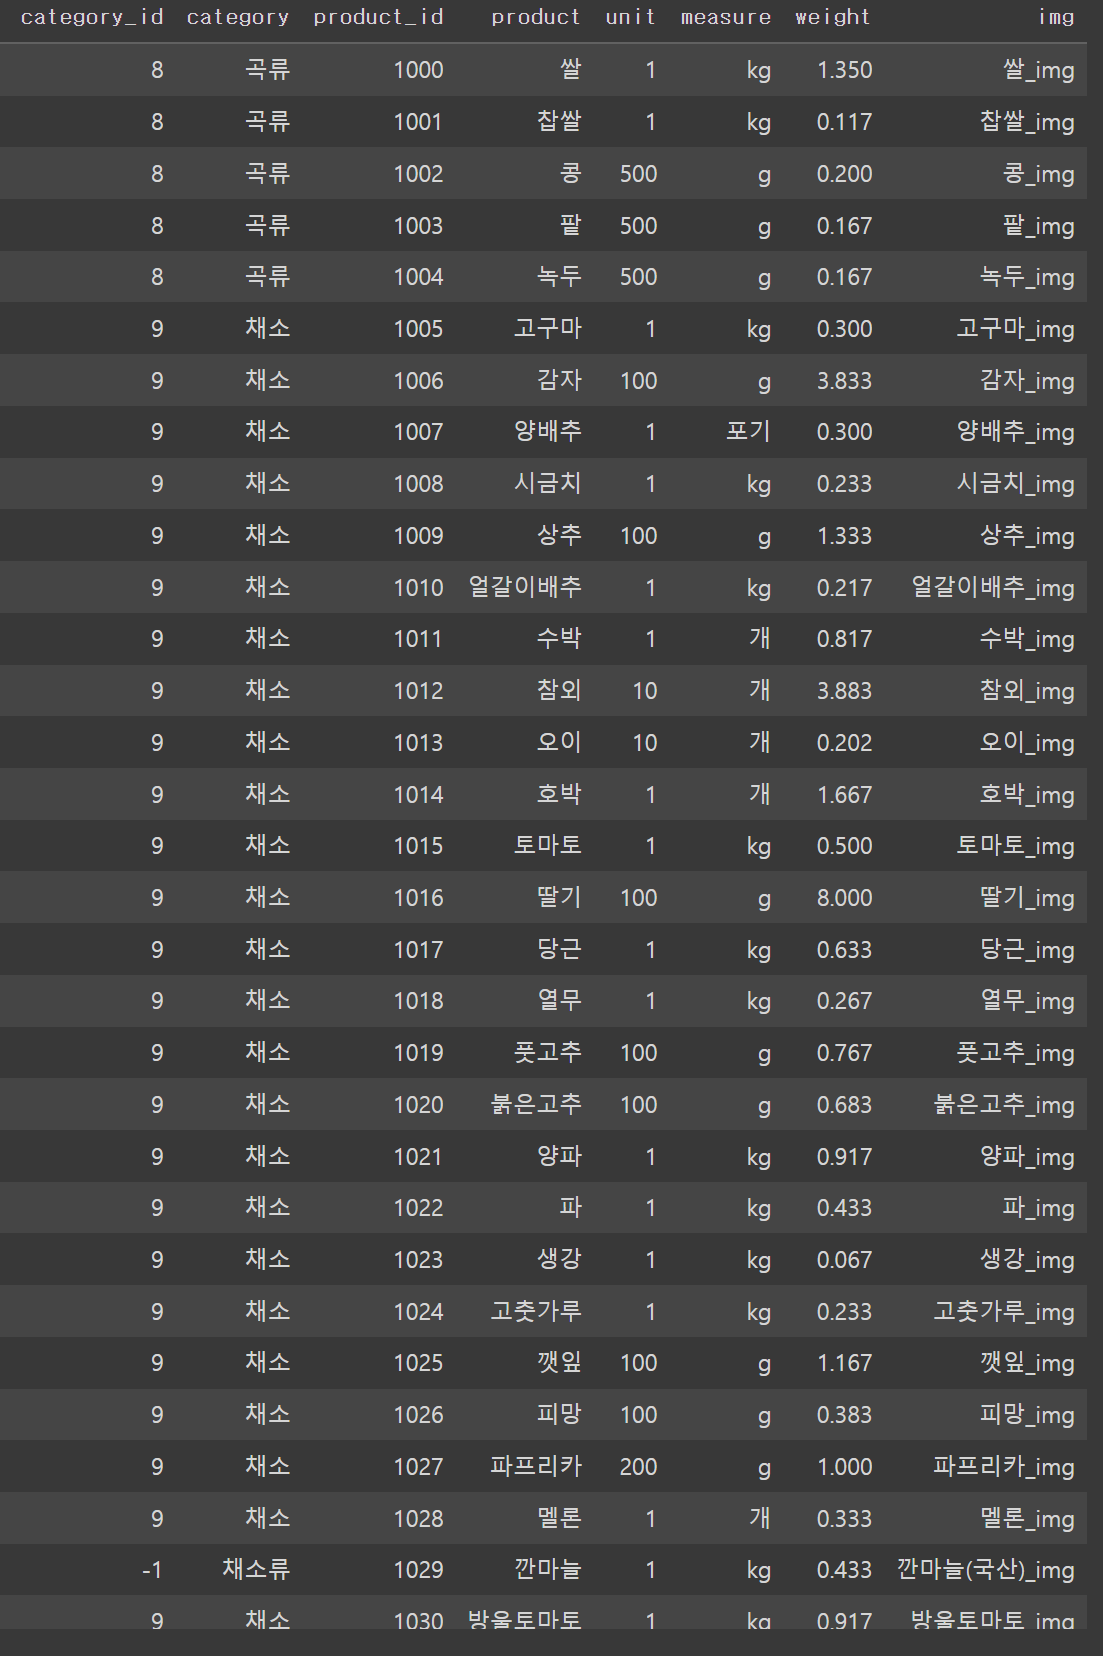 category_id category product_id product unit measure weight img
8 곡류 1000 쌀 1 kg 1.350 쌀_img
8 곡류 1001 찹쌀 1 kg 0.117 찹쌀_img
8 곡류 1002 콩 500 g 0.200 콩_img
8 곡류 1003 팥 500 g 0.167 팥_img
8 곡류 1004 녹두 500 g 0.167 녹두_img
9 채소 1005 고구마 1 kg 0.300 고구마_img
9 채소 1006 감자 100 g 3.833 감자_img
9 채소 1007 양배추 1 포기 0.300 양배추_img
9 채소 1008 시금치 1 kg 0.233 시금치_img
9 채소 1009 상추 100 g 1.333 상추_img
9 채소 1010 얼갈이배추 1 kg 0.217 얼갈이배추_img
9 채소 1011 수박 1 개 0.817 수박_img
9 채소 1012 참외 10 개 3.883 참외_img
9 채소 1013 오이 10 개 0.202 오이_img
9 채소 1014 호박 1 개 1.667 호박_img
9 채소 1015 토마토 1 kg 0.500 토마토_img
9 채소 1016 딸기 100 g 8.000 딸기_img
9 채소 1017 당근 1 kg 0.633 당근_img
9 채소 1018 열무 1 kg 0.267 열무_img
9 채소 1019 풋고추 100 g 0.767 풋고추_img
9 채소 1020 붉은고추 100 g 0.683 붉은고추_img
9 채소 1021 양파 1 kg 0.917 양파_img
9 채소 1022 파 1 kg 0.433 파_img
9 채소 1023 생강 1 kg 0.067 생강_img
9 채소 1024 고춧가루 1 kg 0.233 고춧가루_img
9 채소 1025 깻잎 100 g 1.167 깻잎_img
9 채소 1026 피망 100 g 0.383 피망_img
9 채소 1027 파프리카 200 g 1.000 파프리카_img
9 채소 1028 멜론 1 개 0.333 멜론_img
-1 채소류 1029 깐마늘 1 kg 0.433 깐마늘(국산)_img
9 채소 1030 방울토마토 1 kg 0.917 방울토마토_img